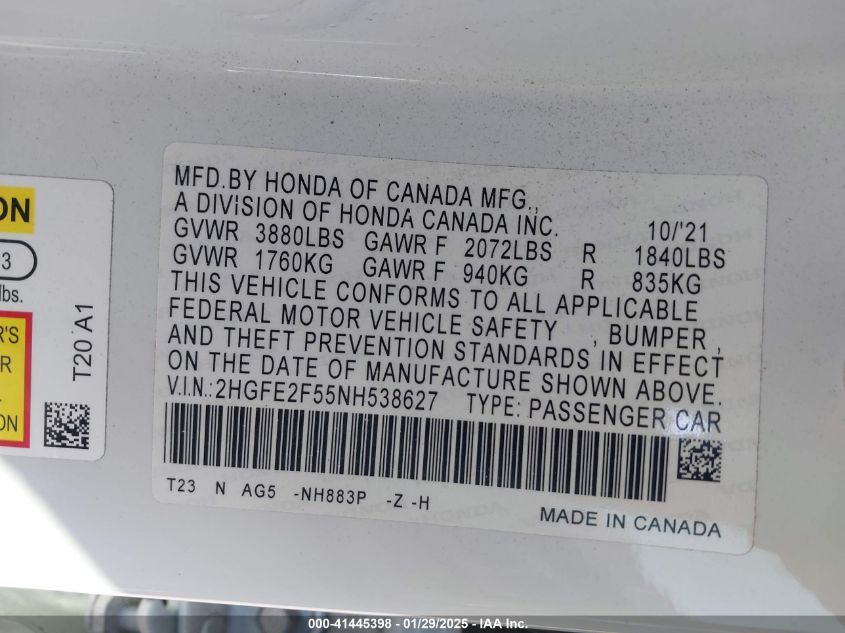 MFD.BY HONDA OF CANADA MFG.,
A DIVISION OF HONDA CANADA INC. 10/'21
GVWR 3880LBS GAWR F 2072LBS R 1840LBS
GVWR 1760KG GAWR F 940KG R 835KG
THIS VEHICLE CONFORMS TO ALL APPLICABLE
FEDERAL MOTOR VEHICLE SAFETY , BUMPER ,
AND THEFT PREVENTION STANDARDS IN EFFECT
ON THE DATE OF MANUFACTURE SHOWN ABOVE.
V.I.N.:2HGFE2F55NH538627 TYPE: PASSENGER CAR
T23 N AG5 -NH883P -Z -H
MADE IN CANADA
ON
3
lbs.
'S
R
ON
T20 A1
000-41445398 - 01/29/2025 - IAA Inc.